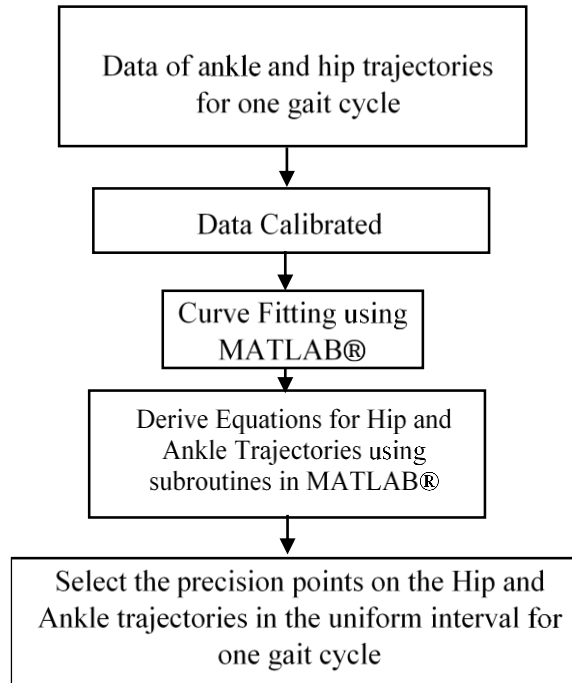 Data of ankle and hip trajectories
for one gait cycle
Data Calibrated
Curve Fitting using
MATLAB®
Derive Equations for Hip and
Ankle Trajectories using
subroutines in MATLAB®
Select the precision points on the Hip and
Ankle trajectories in the uniform interval for
one gait cycle